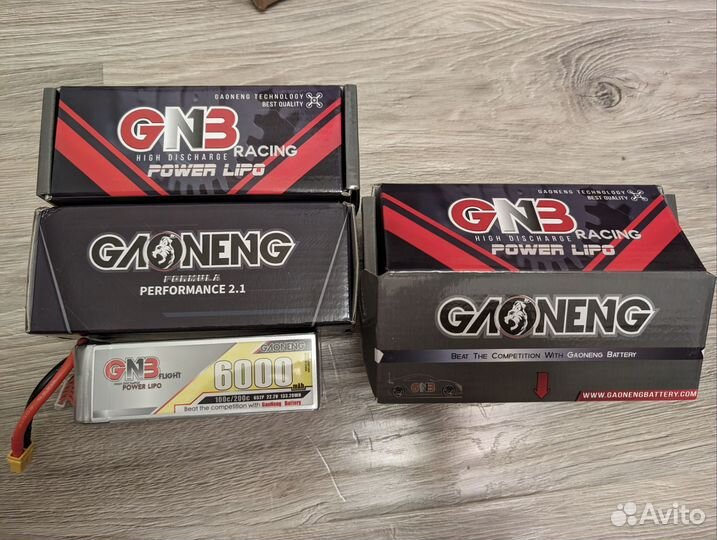 GAONENG TECHNOLOGY
BEST QUALITY
GNB RACING
HIGH DISCHARGE
POWER LIPO
GAONENG
FORMULA
PERFORMANCE 2.1
GAONENG
GNB FLIGHT
POWER LIPO
6000 mAh
100c/200c 6S2P 22.2V 133.20WH
Beat the competition with GaoNeng Battery
GAONENG TECHNOLOGY
BEST QUALITY
GNB RACING
HIGH DISCHARGE
POWER LIPO
GAONENG
BEAT THE COMPETITION WITH GAONENG BATTERY
GNB
WWW.GAONENGBATTERY.COM
Avito